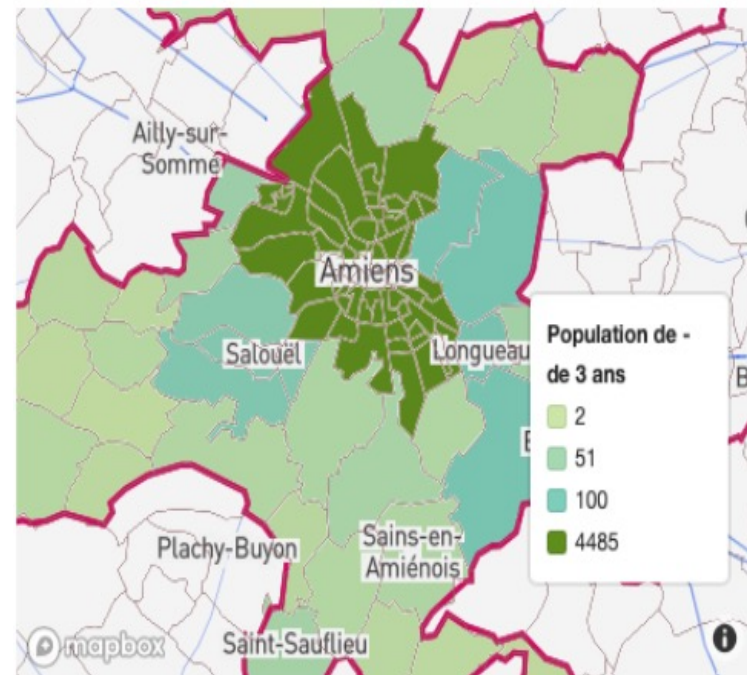 Ailly-sur-
Somme
Amiens
Salouël
Longueau
Population de -
de 3 ans
2
51
100
4485
Plachy-Buyon
Sains-en-
Amiénois
Saint-Sauflieu
mapbox